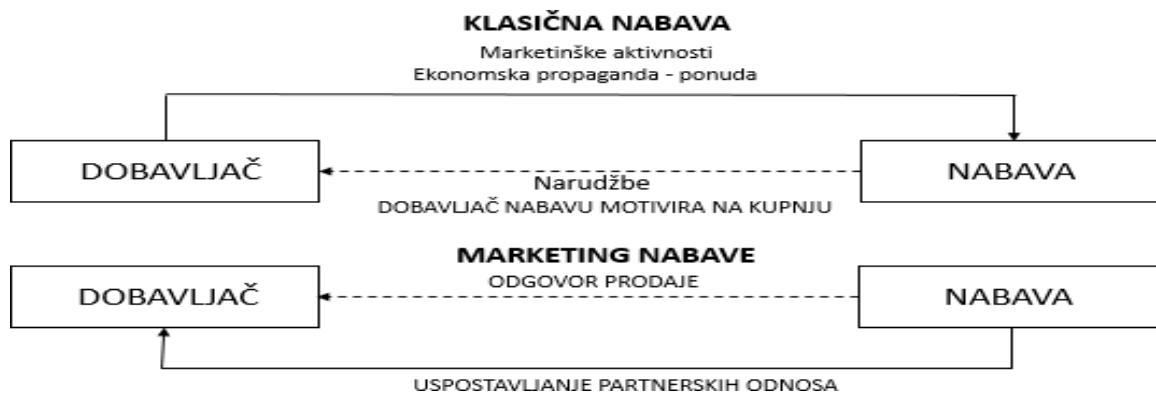 KLASIČNA NABAVA
Marketinške aktivnosti
Ekonomska propaganda - ponuda
DOBAVLJAČ
NABAVA
Narudžbe
DOBAVLJAČ NABAVU MOTIVIRA NA KUPNJU
MARKETING NABAVE
ODGOVOR PRODAJE
DOBAVLJAČ
NABAVA
USPOSTAVLJANJE PARTNERSKIH ODNOSA